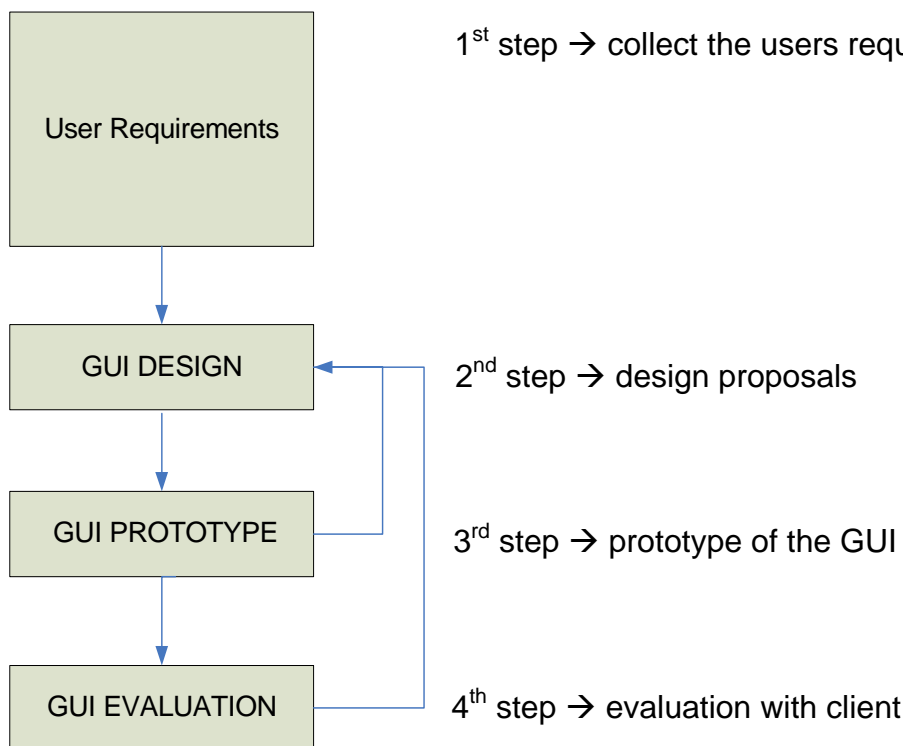 1st step → collect the users requ
User Requirements
GUI DESIGN
2nd step → design proposals
GUI PROTOTYPE
3rd step → prototype of the GUI
GUI EVALUATION
4th step → evaluation with client